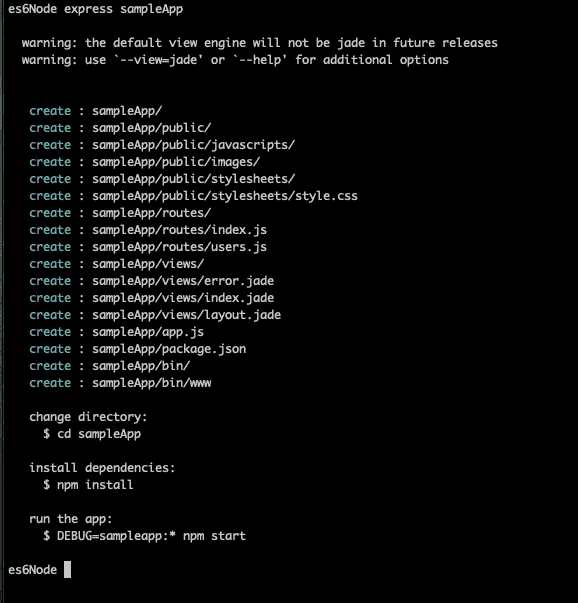 es6Node express sampleApp
warning: the default view engine will not be jade in future releases
warning: use `--view=jade' or `--help' for additional options
create : sampleApp/
create : sampleApp/public/
create : sampleApp/public/javascripts/
create : sampleApp/public/images/
create : sampleApp/public/stylesheets/
create : sampleApp/public/stylesheets/style.css
create : sampleApp/routes/
create : sampleApp/routes/index.js
create : sampleApp/routes/users.js
create : sampleApp/views/
create : sampleApp/views/error.jade
create : sampleApp/views/index.jade
create : sampleApp/views/layout.jade
create : sampleApp/app.js
create : sampleApp/package.json
create : sampleApp/bin/
create : sampleApp/bin/www
change directory:
$ cd sampleApp
install dependencies:
$ npm install
run the app:
$ DEBUG=sampleapp:* npm start
es6Node